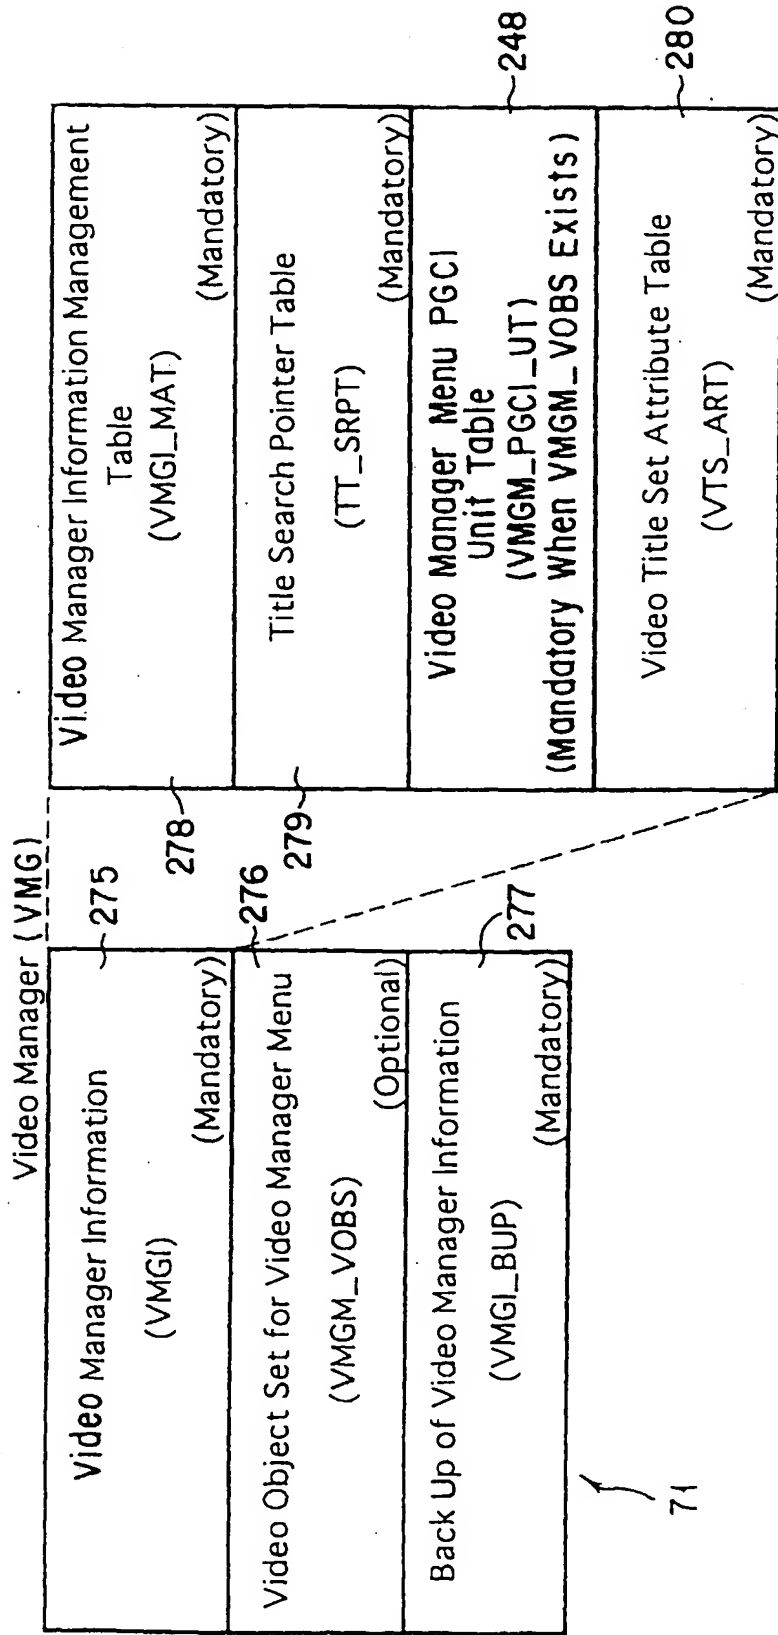 Video Manager (VMG)
Video Manager Information
(VMGI)
(Mandatory)
275
Video Object Set for Video Manager Menu
(VMGM_VOBS)
(Optional)
276
Back Up of Video Manager Information
(VMGI_BUP)
(Mandatory)
277
71
Video Manager Information Management
Table
(VMGI_MAT)
(Mandatory)
278
Title Search Pointer Table
(TT_SRPT)
(Mandatory)
279
Video Manager Menu PGCI
Unit Table
(VMGM_PGCI_UT)
(Mandatory When VMGM_VOBS Exists)
248
Video Title Set Attribute Table
(VTS_ART)
(Mandatory)
280